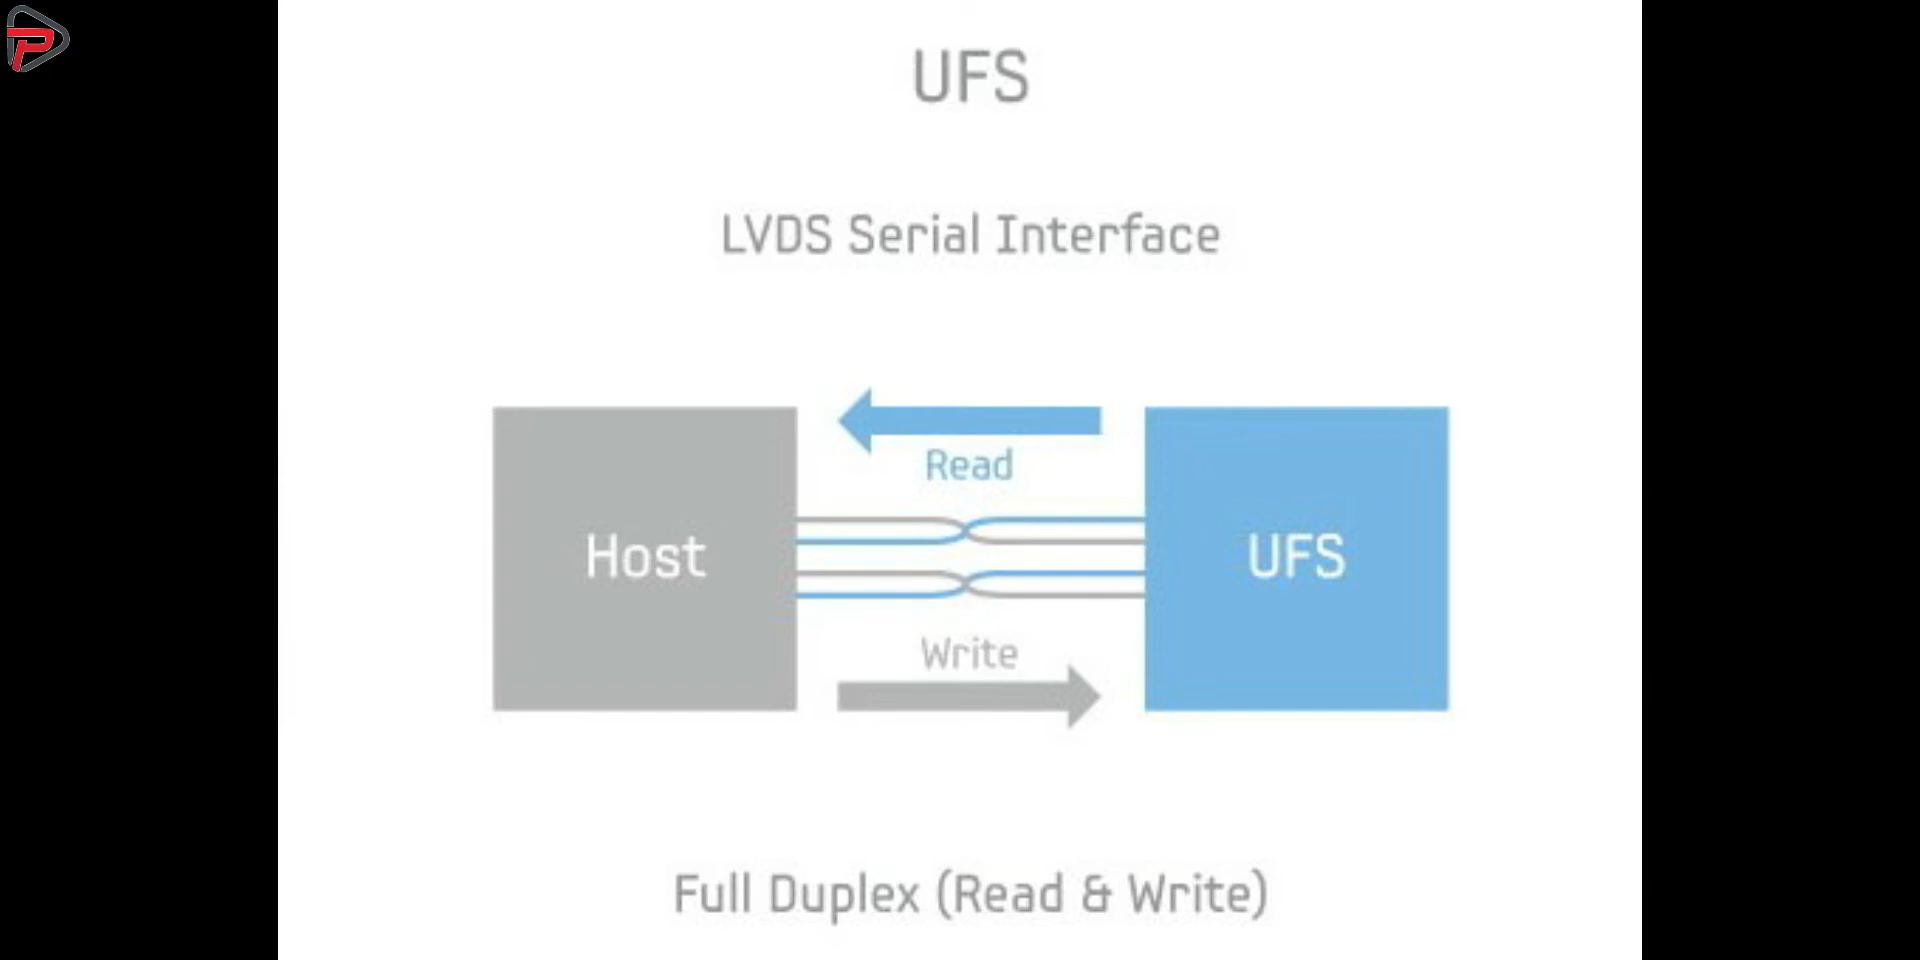 UFS
LVDS Serial Interface
Read
Host
UFS
Write
Full Duplex (Read & Write)